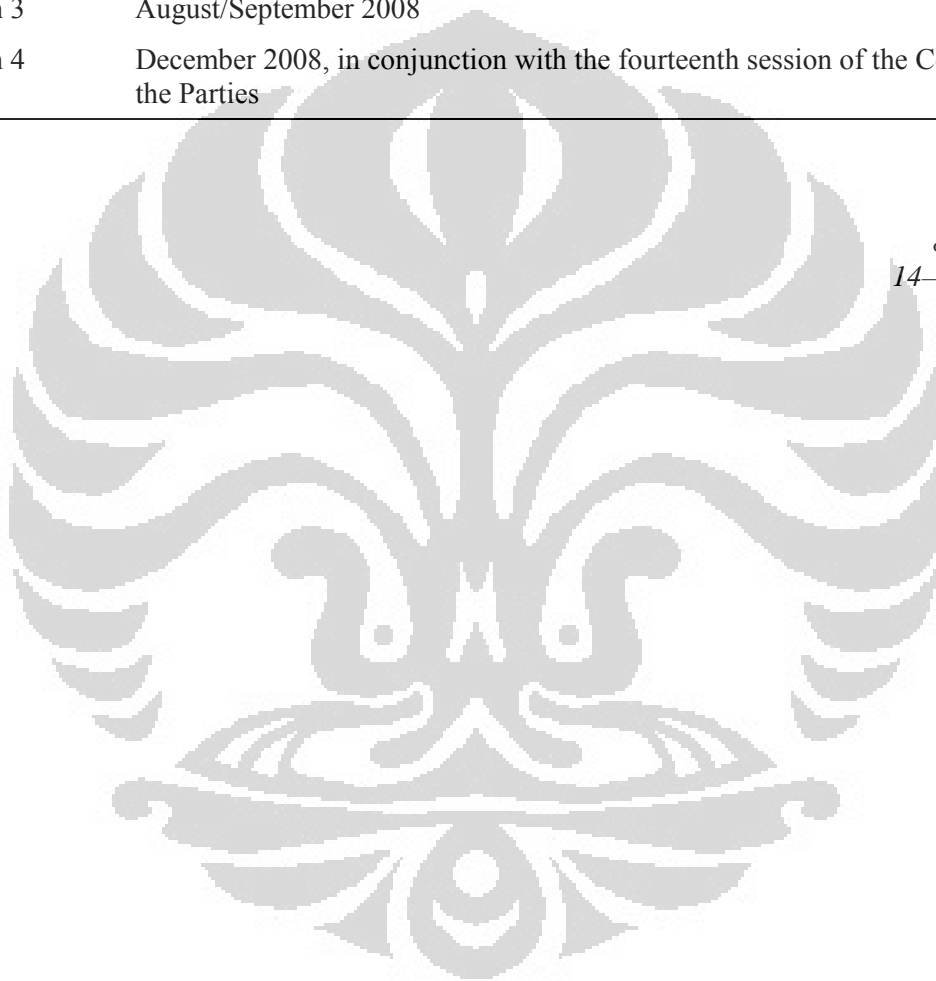 3 August/September 2008
4 December 2008, in conjunction with the fourteenth session of the
the Parties
14–